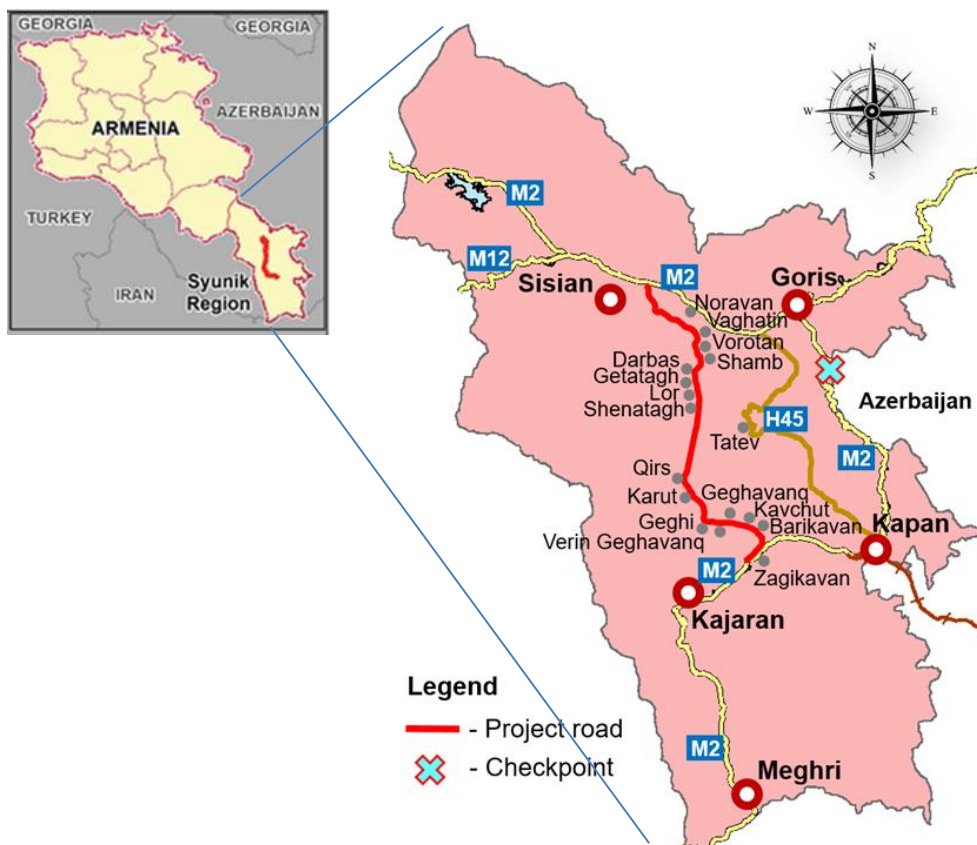 GEORGIA
GEORGIA
AZERBAIJAN
ARMENIA
TURKEY
Syunik
Region
IRAN
N
W
E
S
M2
M12
M2
Sisian
Goris
Noravan
Vaghatin
Vorotan
Shamb
Darbas
Getatagh
Lor
Shenatagh
Azerbaijan
H45
Tatev
M2
Qirs
Karut
Geghavanq
Kavchut
Geghi
Barikavan
Verin Geghavanq
Kapan
M2
Zagikavan
Kajaran
Legend
- Project road
- Checkpoint
M2
Meghri